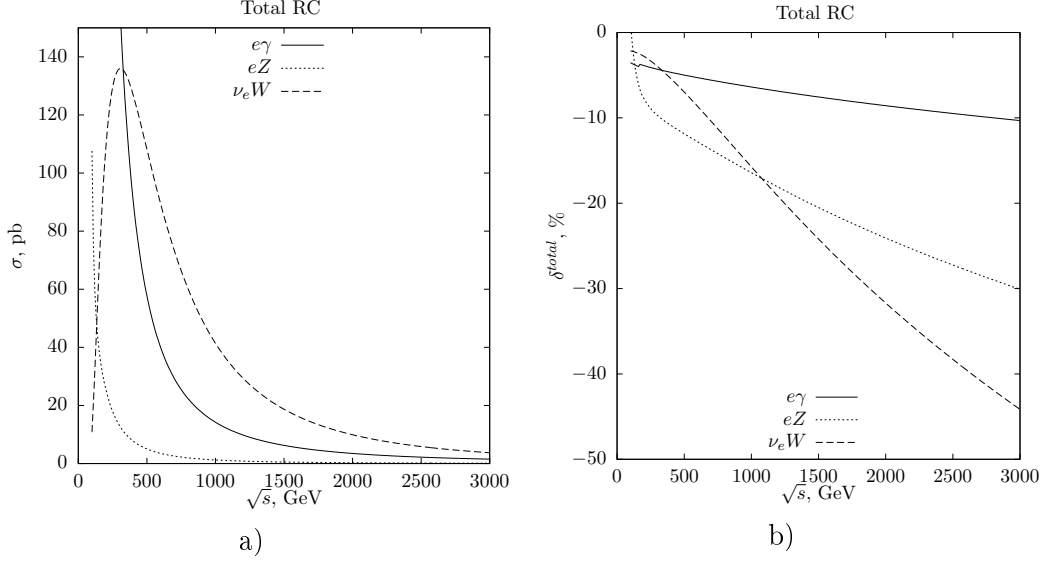 Total RC
140
120
100
80
60
40
20
0
σ, pb
eγ
eZ
ν_eW
0 500 1000 1500 2000 2500 3000
√s, GeV
a)
Total RC
0
−10
−20
−30
−40
−50
δ^{total}, %
eγ
eZ
ν_eW
0 500 1000 1500 2000 2500 3000
√s, GeV
b)